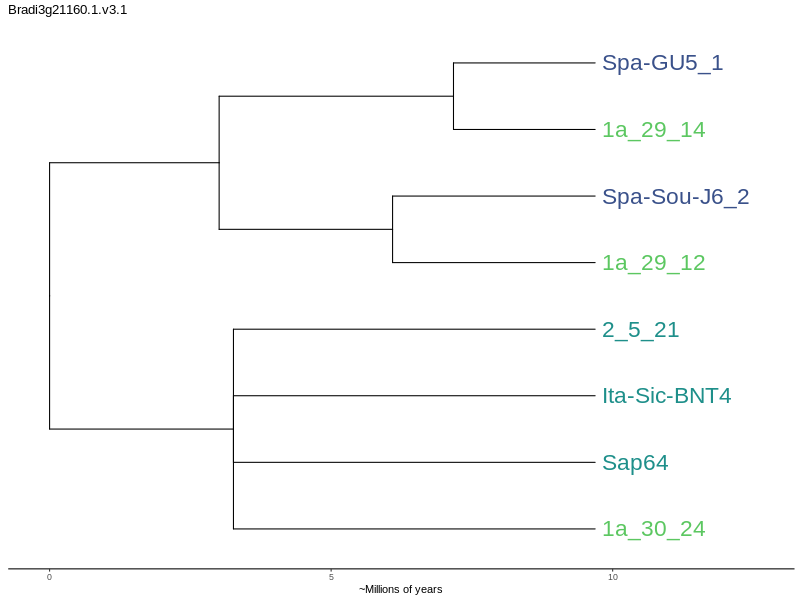 Bradi3g21160.1.v3.1
Spa-GU5_1
1a_29_14
Spa-Sou-J6_2
1a_29_12
2_5_21
Ita-Sic-BNT4
Sap64
1a_30_24
0 5 10
~Millions of years